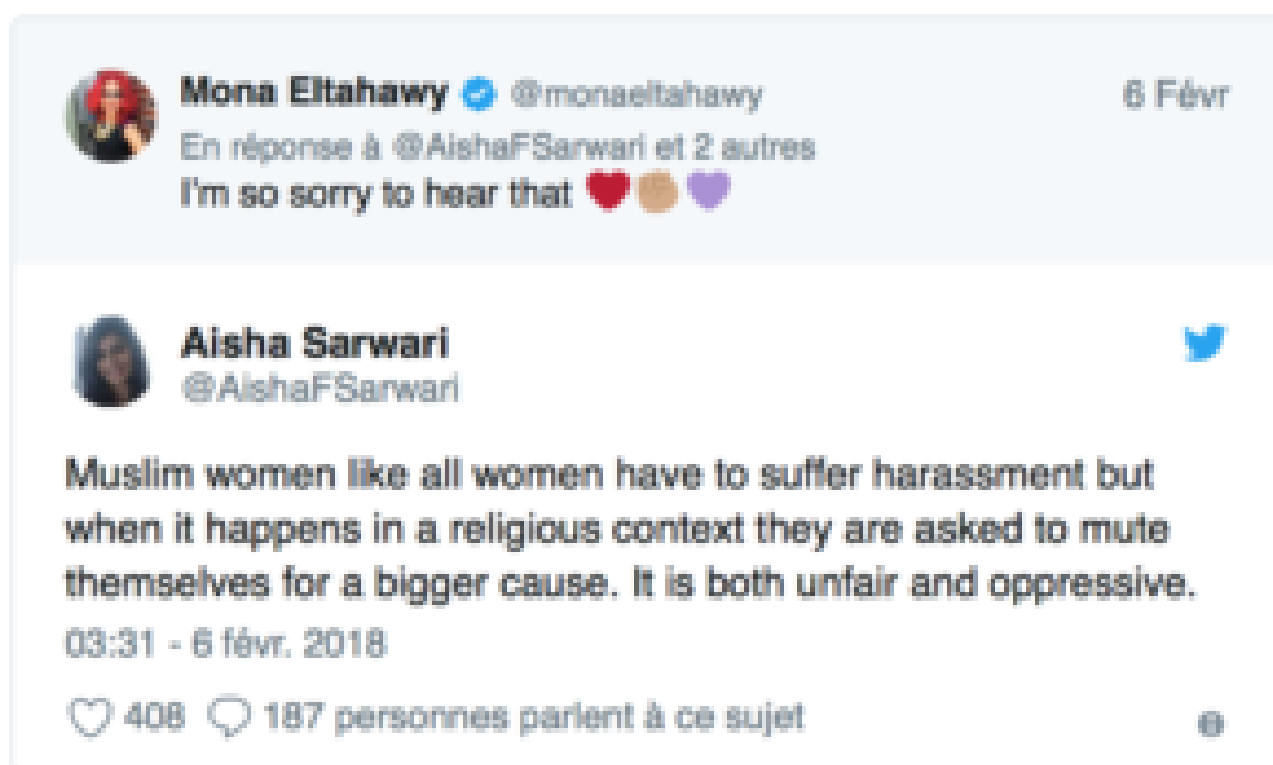 Mona Eltahawy @monaeltahawy 6 Févr
En réponse à @AishaFSarwari et 2 autres
I'm so sorry to hear that ❤️✊🏽💜
Aisha Sarwari
@AishaFSarwari
Muslim women like all women have to suffer harassment but
when it happens in a religious context they are asked to mute
themselves for a bigger cause. It is both unfair and oppressive.
03:31 - 6 févr. 2018
408 187 personnes parlent à ce sujet